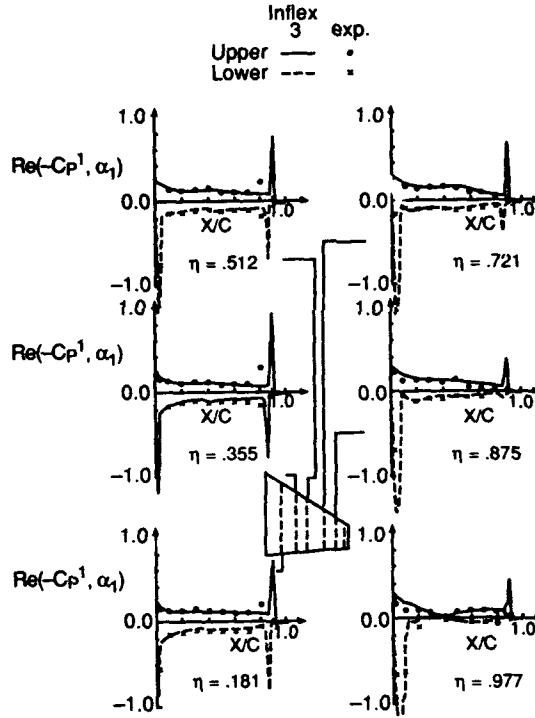 Inflex
3 exp.
Upper
Lower
1.0
Re(-CP¹, α₁)
0.0
X/C
1.0
-1.0
η = .512
1.0
0.0
X/C
1.0
-1.0
η = .721
1.0
Re(-CP¹, α₁)
0.0
X/C
1.0
-1.0
η = .355
1.0
0.0
X/C
1.0
-1.0
η = .875
1.0
Re(-CP¹, α₁)
0.0
X/C
1.0
-1.0
η = .181
1.0
0.0
X/C
1.0
-1.0
η = .977